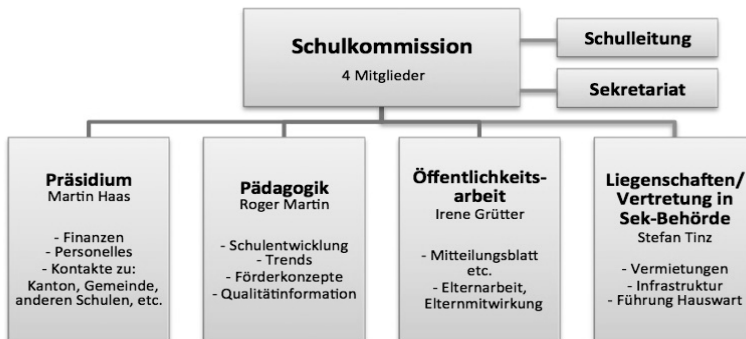 Schulkommission
4 Mitglieder
Schulleitung
Sekretariat
Präsidium
Martin Haas
- Finanzen
- Personelles
- Kontakte zu:
Kanton, Gemeinde,
anderen Schulen, etc.
Pädagogik
Roger Martin
- Schulentwicklung
- Trends
- Förderkonzepte
- Qualitätinformation
Öffentlichkeits-
arbeit
Irene Grütter
- Mitteilungsblatt
etc.
- Elternarbeit,
Elternmitwirkung
Liegenschaften/
Vertretung in
Sek-Behörde
Stefan Tinz
- Vermietungen
- Infrastruktur
- Führung Hauswart